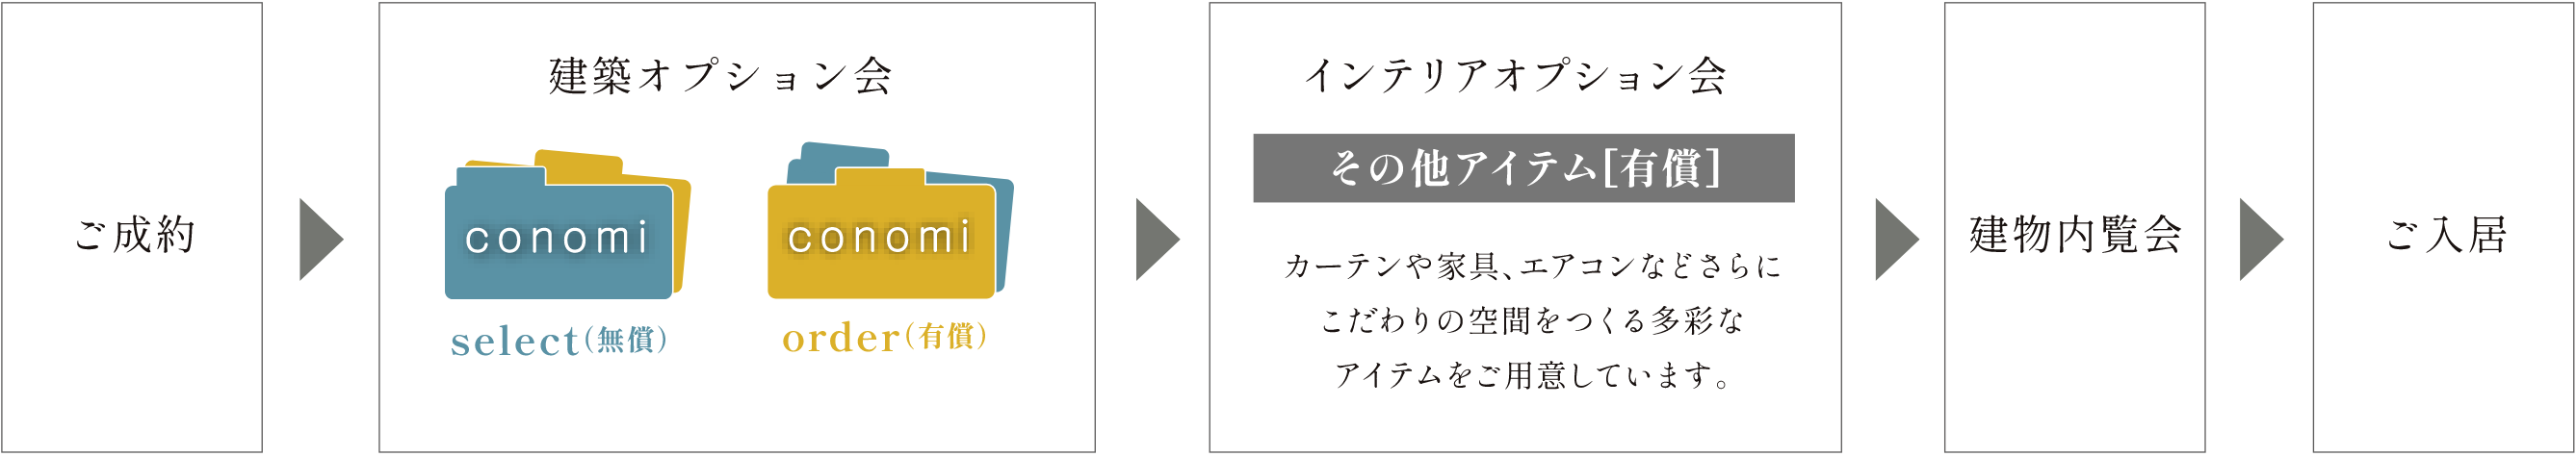 ご成約
建築オプション会
conomi
select(無償)
conomi
order(有償)
インテリアオプション会
その他アイテム[有償]
カーテンや家具、エアコンなどさらに
こだわりの空間をつくる多彩な
アイテムをご用意しています。
建物内覧会
ご入居